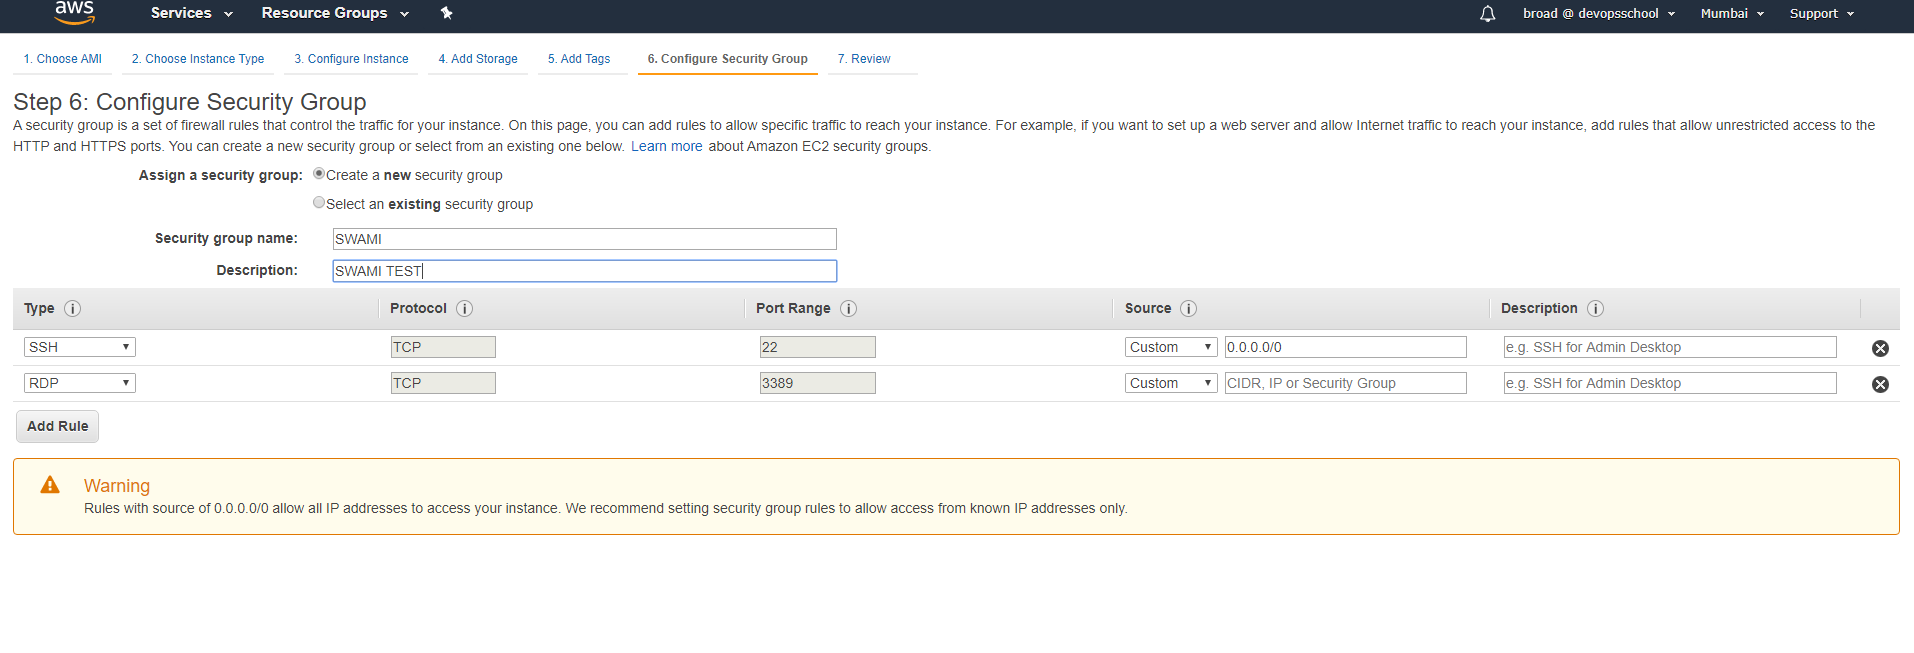 aws Services Resource Groups broad @ devopsschool Mumbai Support
1. Choose AMI 2. Choose Instance Type 3. Configure Instance 4. Add Storage 5. Add Tags 6. Configure Security Group 7. Review
Step 6: Configure Security Group
A security group is a set of firewall rules that control the traffic for your instance. On this page, you can add rules to allow specific traffic to reach your instance. For example, if you want to set up a web server and allow Internet traffic to reach your instance, add rules that allow unrestricted access to the
HTTP and HTTPS ports. You can create a new security group or select from an existing one below. Learn more about Amazon EC2 security groups.
Assign a security group: Create a new security group
Select an existing security group
Security group name: SWAMI
Description: SWAMI TEST
Type i Protocol i Port Range i Source i Description i
SSH TCP 22 Custom 0.0.0.0/0 e.g. SSH for Admin Desktop
RDP TCP 3389 Custom CIDR, IP or Security Group e.g. SSH for Admin Desktop
Add Rule
Warning
Rules with source of 0.0.0.0/0 allow all IP addresses to access your instance. We recommend setting security group rules to allow access from known IP addresses only.